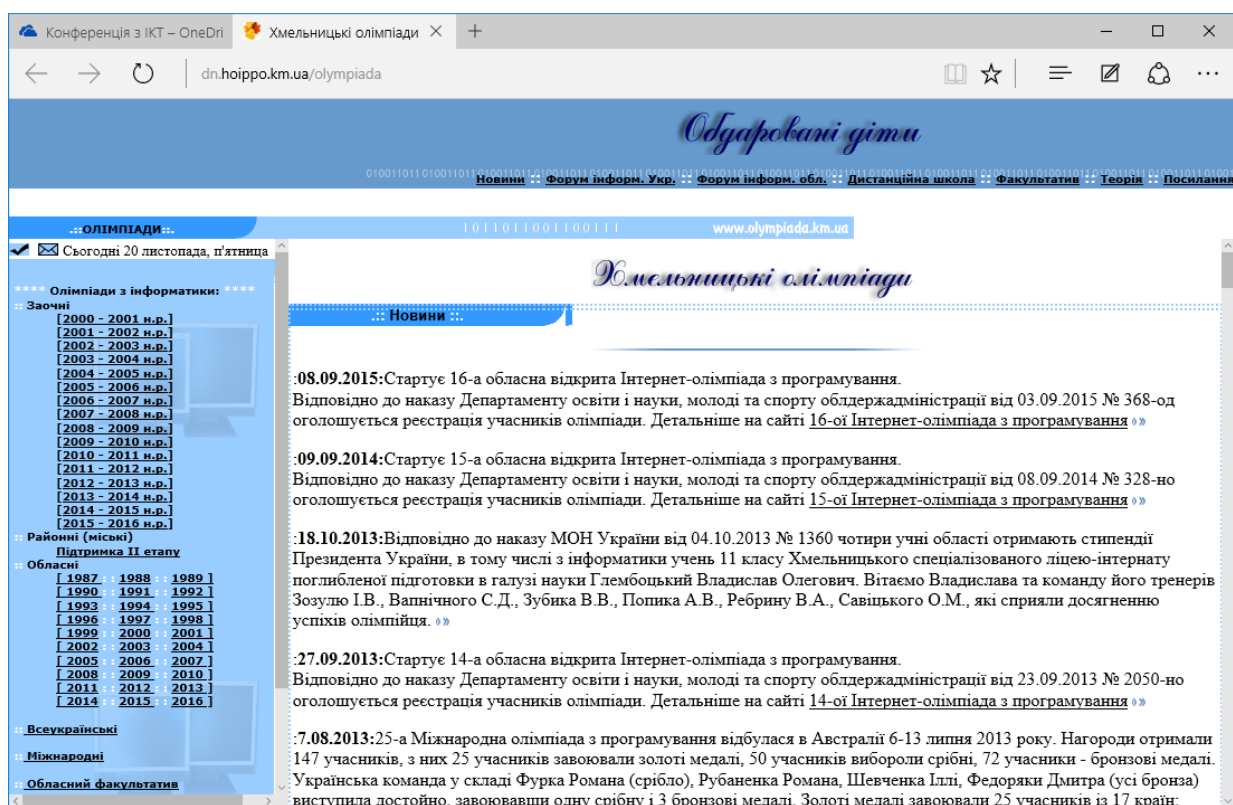 Конференція з ІКТ – OneDri
Хмельницькі олімпіади
dn.hoippo.km.ua/olympiada
Обдаровані діти
Новини :: Форум інформ. Укр. :: Форум інформ. обл. :: Дистанційна школа :: Факультатив :: Теорія :: Посилання
.::ОЛІМПІАДИ::.
1011011001100111
www.olympiada.km.ua
Сьогодні 20 листопада, п'ятниця
**** Олімпіади з інформатики: ****
:: Заочні
[2000 - 2001 н.р.]
[2001 - 2002 н.р.]
[2002 - 2003 н.р.]
[2003 - 2004 н.р.]
[2004 - 2005 н.р.]
[2005 - 2006 н.р.]
[2006 - 2007 н.р.]
[2007 - 2008 н.р.]
[2008 - 2009 н.р.]
[2009 - 2010 н.р.]
[2010 - 2011 н.р.]
[2011 - 2012 н.р.]
[2012 - 2013 н.р.]
[2013 - 2014 н.р.]
[2014 - 2015 н.р.]
[2015 - 2016 н.р.]
:: Районні (міські)
Підтримка II етапу
:: Обласні
[ 1987 : : 1988 : : 1989 ]
[ 1990 : : 1991 : : 1992 ]
[ 1993 : : 1994 : : 1995 ]
[ 1996 : : 1997 : : 1998 ]
[ 1999 : : 2000 : : 2001 ]
[ 2002 : : 2003 : : 2004 ]
[ 2005 : : 2006 : : 2007 ]
[ 2008 : : 2009 : : 2010 ]
[ 2011 : : 2012 : : 2013 ]
[ 2014 : : 2015 : : 2016 ]
:: Всеукраїнські
:: Міжнародні
:: Обласний факультатив
Хмельницькі олімпіади
.:: Новини ::.
:08.09.2015:Стартує 16-а обласна відкрита Інтернет-олімпіада з програмування.
Відповідно до наказу Департаменту освіти і науки, молоді та спорту облдержадміністрації від 03.09.2015 № 368-од
оголошується реєстрація учасників олімпіади. Детальніше на сайті 16-ої Інтернет-олімпіада з програмування
:09.09.2014:Стартує 15-а обласна відкрита Інтернет-олімпіада з програмування.
Відповідно до наказу Департаменту освіти і науки, молоді та спорту облдержадміністрації від 08.09.2014 № 328-но
оголошується реєстрація учасників олімпіади. Детальніше на сайті 15-ої Інтернет-олімпіада з програмування
:18.10.2013:Відповідно до наказу МОН України від 04.10.2013 № 1360 чотири учні області отримають стипендії
Президента України, в тому числі з інформатики учень 11 класу Хмельницького спеціалізованого ліцею-інтернату
поглибленої підготовки в галузі науки Глембоцький Владислав Олегович. Вітаємо Владислава та команду його тренерів
Зозулю І.В., Вапнічного С.Д., Зубика В.В., Попика А.В., Ребрину В.А., Савіцького О.М., які сприяли досягненню
успіхів олімпійця.
:27.09.2013:Стартує 14-а обласна відкрита Інтернет-олімпіада з програмування.
Відповідно до наказу Департаменту освіти і науки, молоді та спорту облдержадміністрації від 23.09.2013 № 2050-но
оголошується реєстрація учасників олімпіади. Детальніше на сайті 14-ої Інтернет-олімпіада з програмування
:7.08.2013:25-а Міжнародна олімпіада з програмування відбулася в Австралії 6-13 липня 2013 року. Нагороди отримали
147 учасників, з них 25 учасників завоювали золоті медалі, 50 учасників вибороли срібні, 72 учасники - бронзові медалі.
Українська команда у складі Фурка Романа (срібло), Рубаненка Романа, Шевченка Іллі, Федоряки Дмитра (усі бронза)
виступила достойно, завоювавши одну срібну і 3 бронзові медалі. Золоті медалі завоювали 25 учасників із 17 країн: